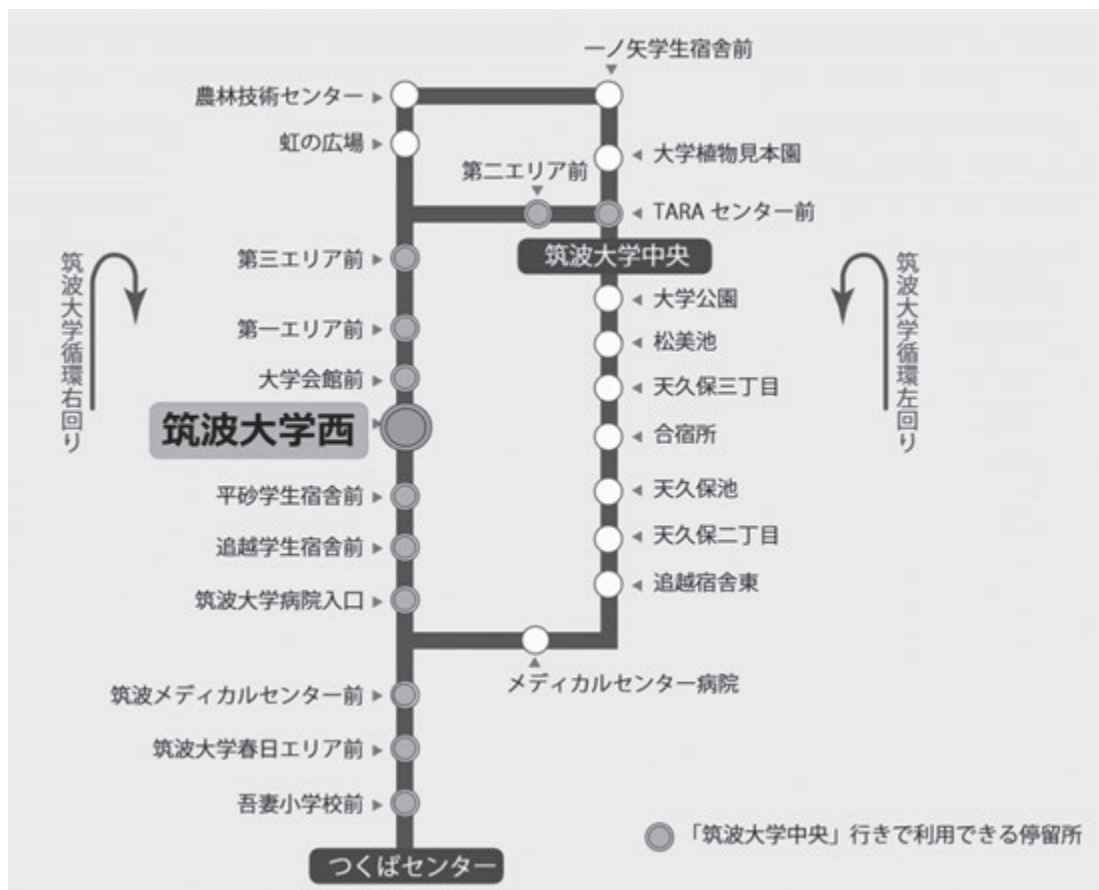 一ノ矢学生宿舎前
農林技術センター
虹の広場
大学植物見本園
第二エリア前
TARA センター前
筑波大学中央
第三エリア前
大学公園
第一エリア前
松美池
大学会館前
天久保三丁目
筑波大学西
合宿所
平砂学生宿舎前
天久保池
追越学生宿舎前
天久保二丁目
筑波大学病院入口
追越宿舎東
メディカルセンター病院
筑波メディカルセンター前
筑波大学春日エリア前
吾妻小学校前
つくばセンター
筑波大学循環右回り
筑波大学循環左回り
「筑波大学中央」行きで利用できる停留所